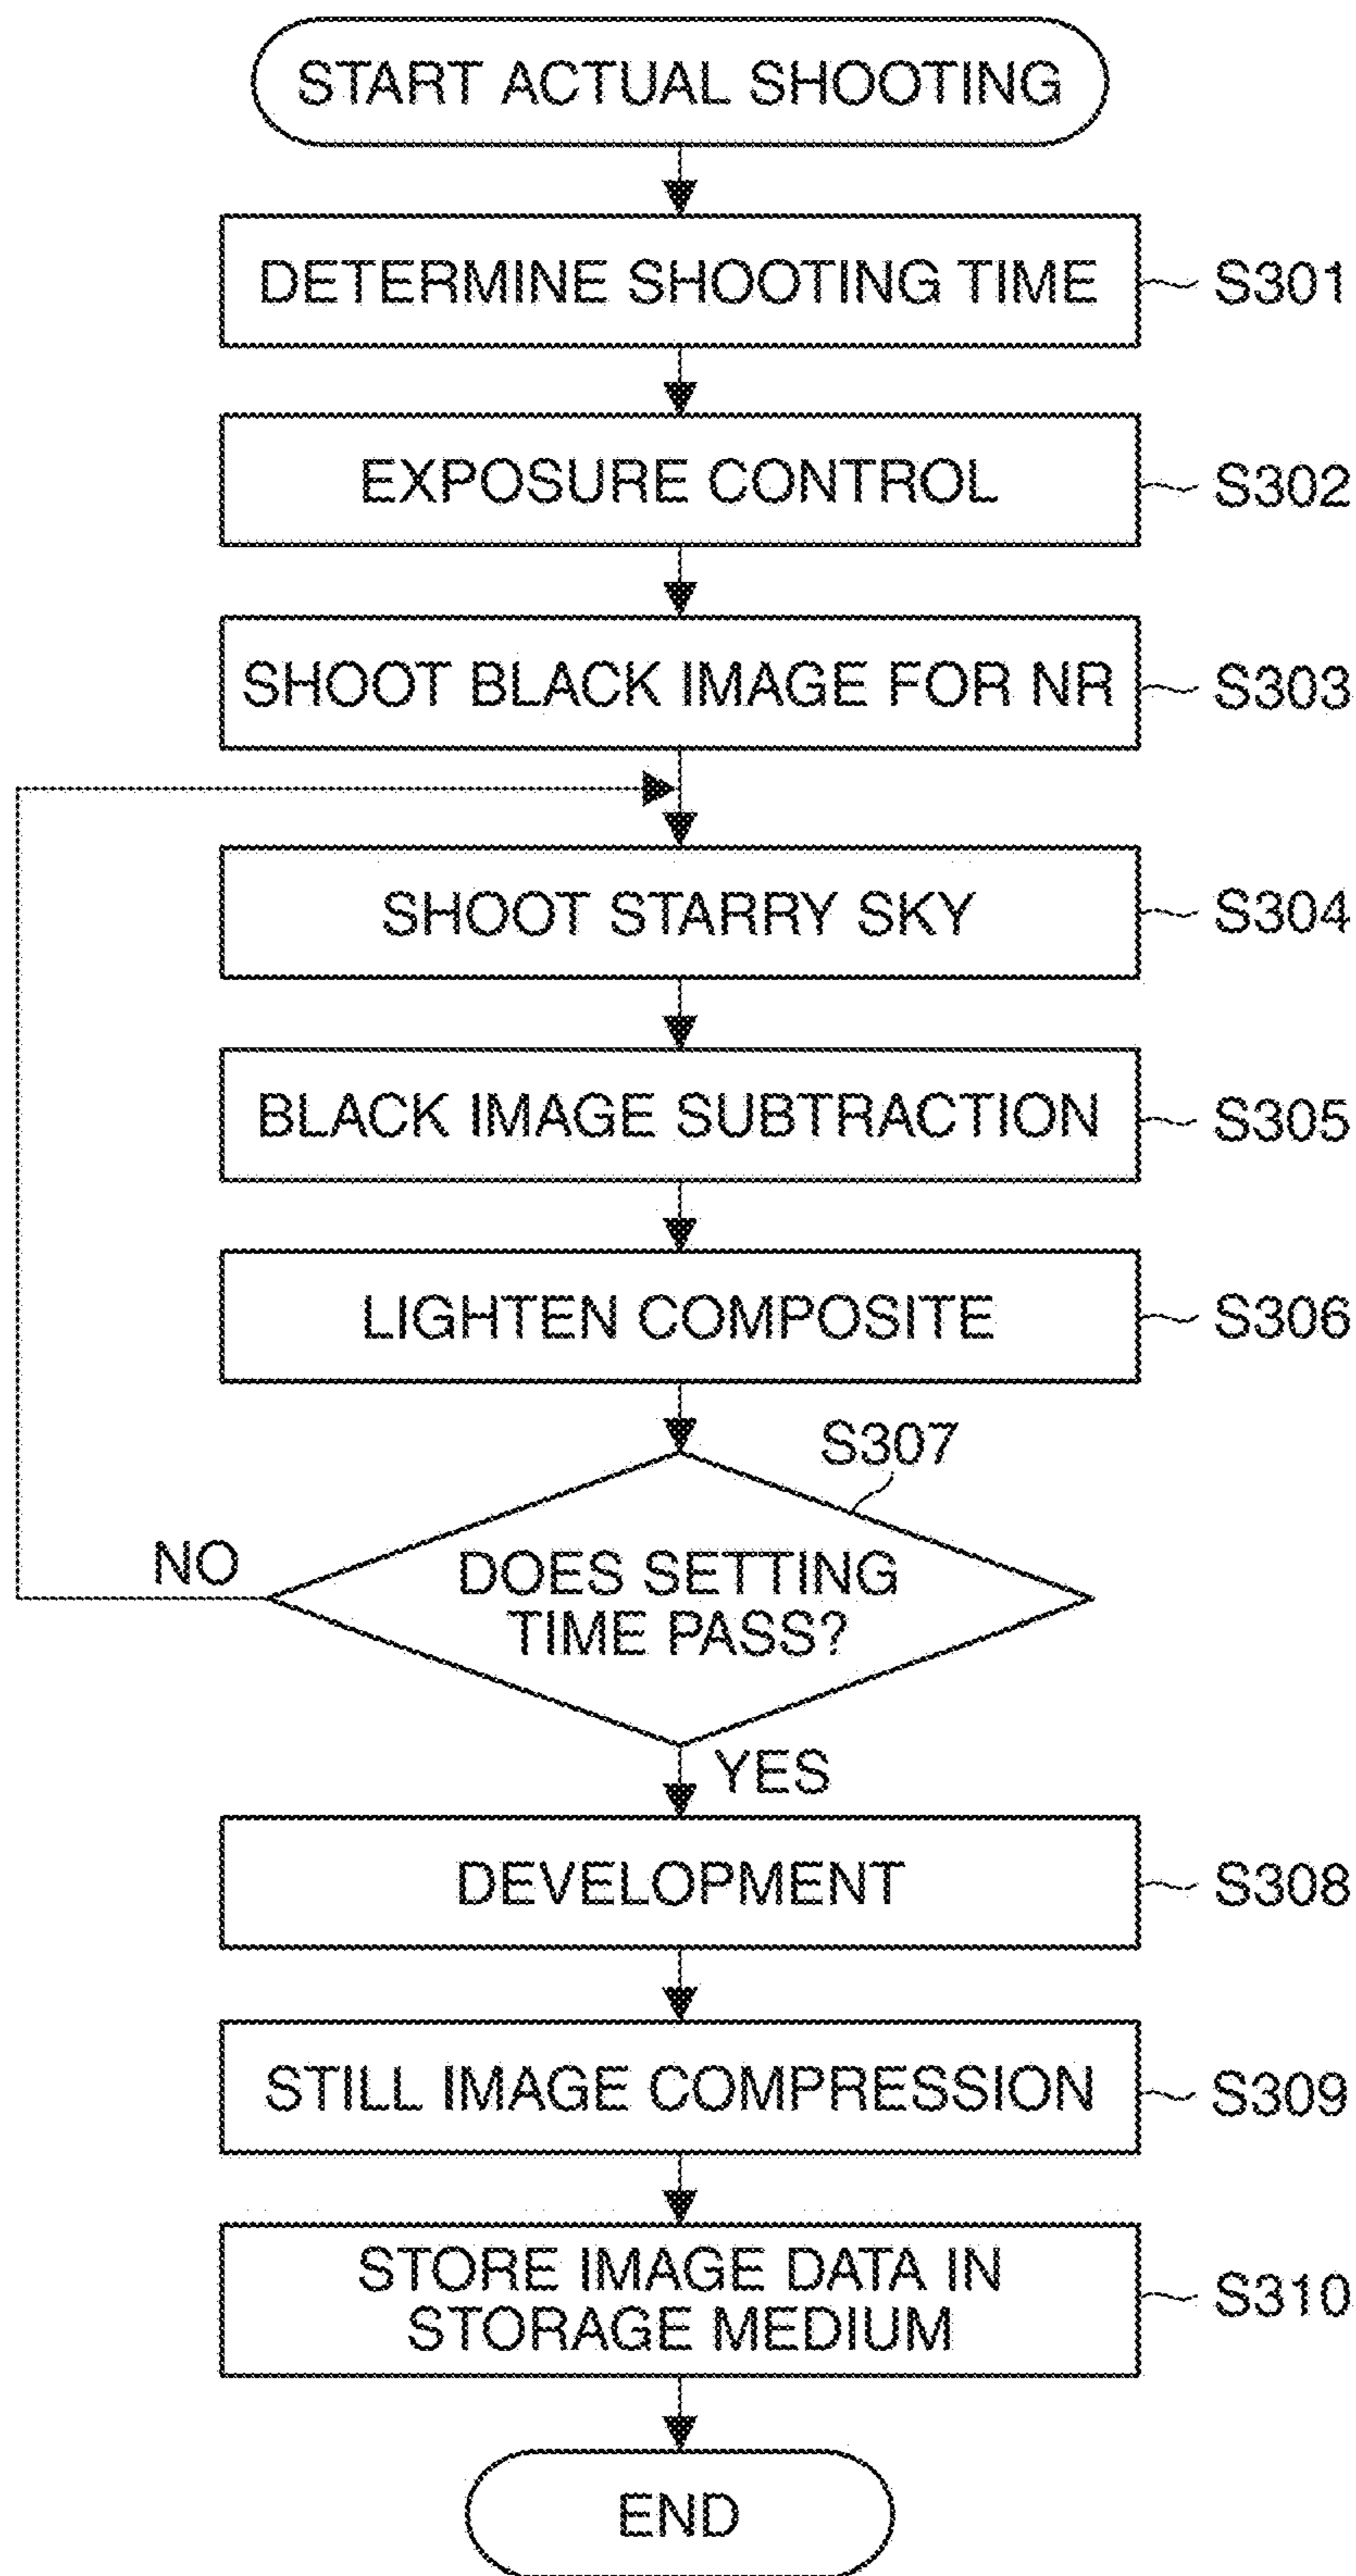 START ACTUAL SHOOTING
DETERMINE SHOOTING TIME
S301
EXPOSURE CONTROL
S302
SHOOT BLACK IMAGE FOR NR
S303
SHOOT STARRY SKY
S304
BLACK IMAGE SUBTRACTION
S305
LIGHTEN COMPOSITE
S306
S307
NO
DOES SETTING
TIME PASS?
YES
DEVELOPMENT
S308
STILL IMAGE COMPRESSION
S309
STORE IMAGE DATA IN
STORAGE MEDIUM
S310
END